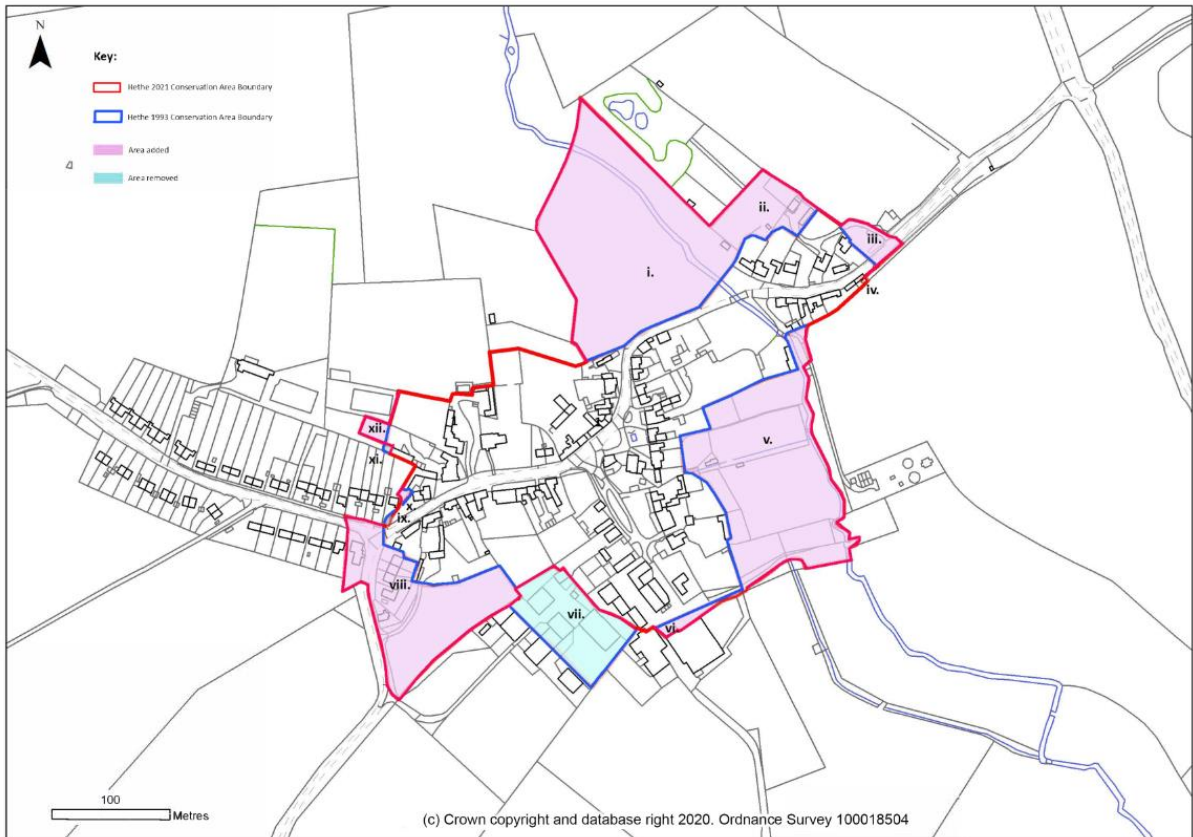 N
Key:
Hethe 2021 Conservation Area Boundary
Hethe 1993 Conservation Area Boundary
Area added
Area removed
i.
ii.
iii.
iv.
v.
vi.
vii.
viii.
ix.
x.
xi.
xii.
100
Metres
(c) Crown copyright and database right 2020. Ordnance Survey 100018504